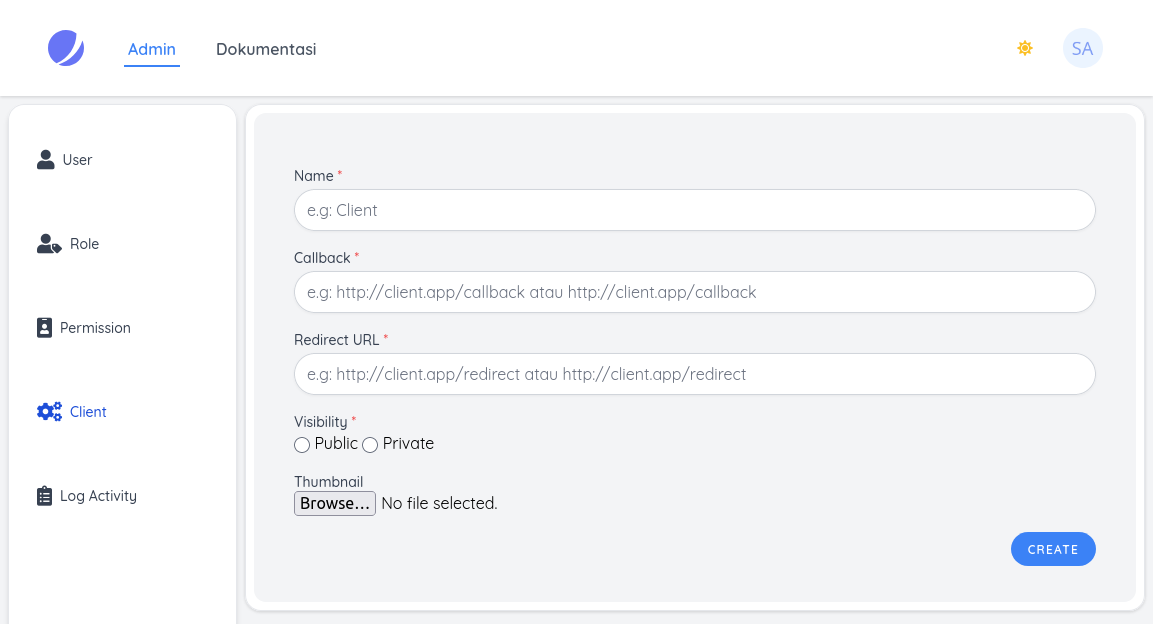 Admin Dokumentasi SA
User
Role
Permission
Client
Log Activity
Name *
e.g: Client
Callback *
e.g: http://client.app/callback atau http://client.app/callback
Redirect URL *
e.g: http://client.app/redirect atau http://client.app/redirect
Visibility *
Public Private
Thumbnail
Browse... No file selected.
CREATE